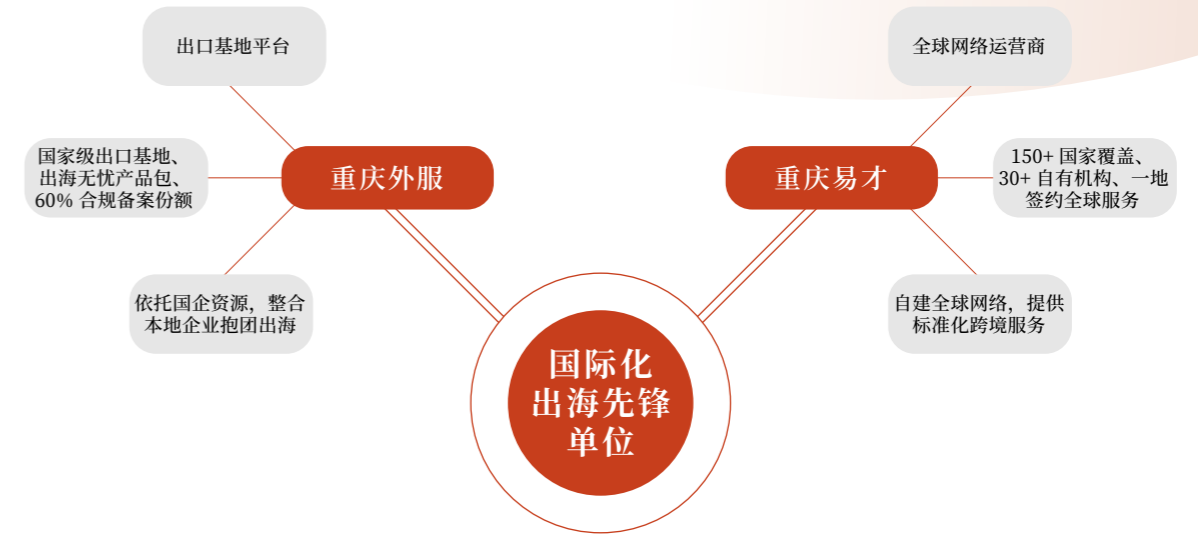 出口基地平台
国家级出口基地、
出海无忧产品包、
60% 合规备案份额
重庆外服
依托国企资源，整合
本地企业抱团出海
全球网络运营商
重庆易才
150+ 国家覆盖、
30+ 自有机构、一地
签约全球服务
自建全球网络，提供
标准化跨境服务
国际化
出海先锋
单位